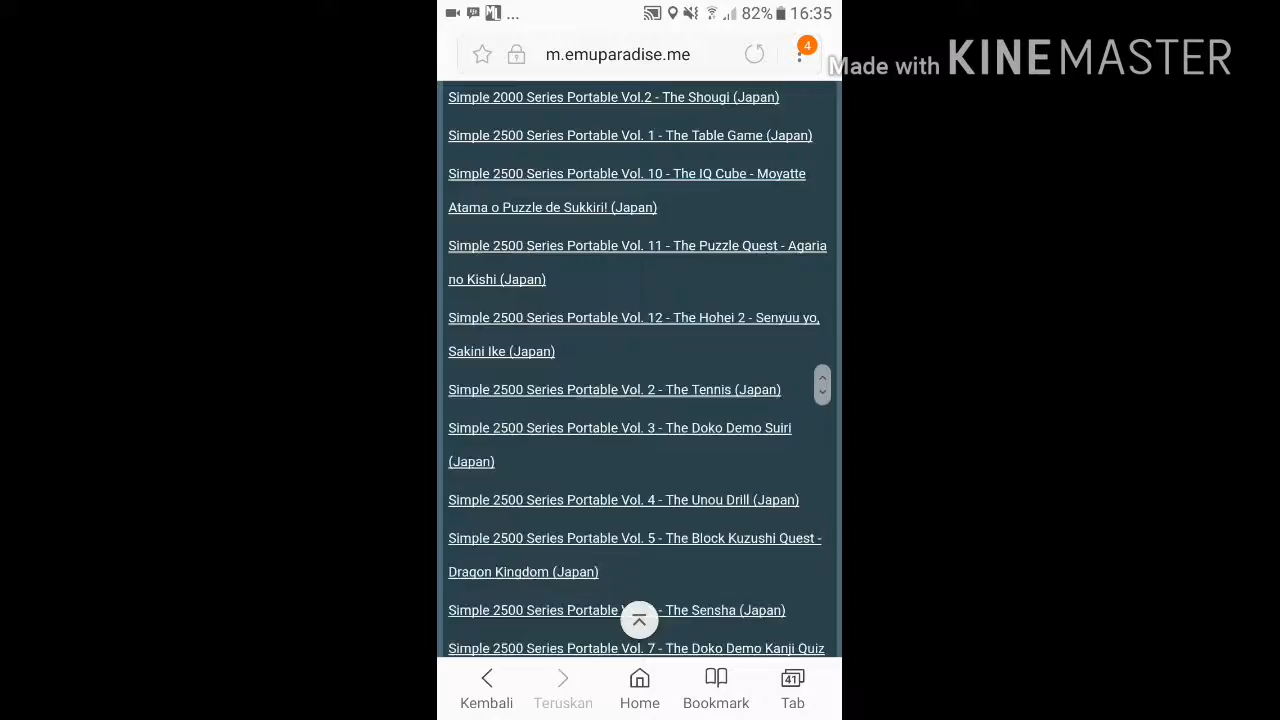 ... 82% 16:35
m.emuparadise.me
4
Made with KINEMASTER
Simple 2000 Series Portable Vol.2 - The Shougi (Japan)
Simple 2500 Series Portable Vol. 1 - The Table Game (Japan)
Simple 2500 Series Portable Vol. 10 - The IQ Cube - Moyatte
Atama o Puzzle de Sukkiri! (Japan)
Simple 2500 Series Portable Vol. 11 - The Puzzle Quest - Agaria
no Kishi (Japan)
Simple 2500 Series Portable Vol. 12 - The Hohei 2 - Senyuu yo,
Sakini Ike (Japan)
Simple 2500 Series Portable Vol. 2 - The Tennis (Japan)
Simple 2500 Series Portable Vol. 3 - The Doko Demo Suiri
(Japan)
Simple 2500 Series Portable Vol. 4 - The Unou Drill (Japan)
Simple 2500 Series Portable Vol. 5 - The Block Kuzushi Quest -
Dragon Kingdom (Japan)
Simple 2500 Series Portable - The Sensha (Japan)
Simple 2500 Series Portable Vol. 7 - The Doko Demo Kanji Quiz
Kembali Teruskan Home Bookmark 41 Tab